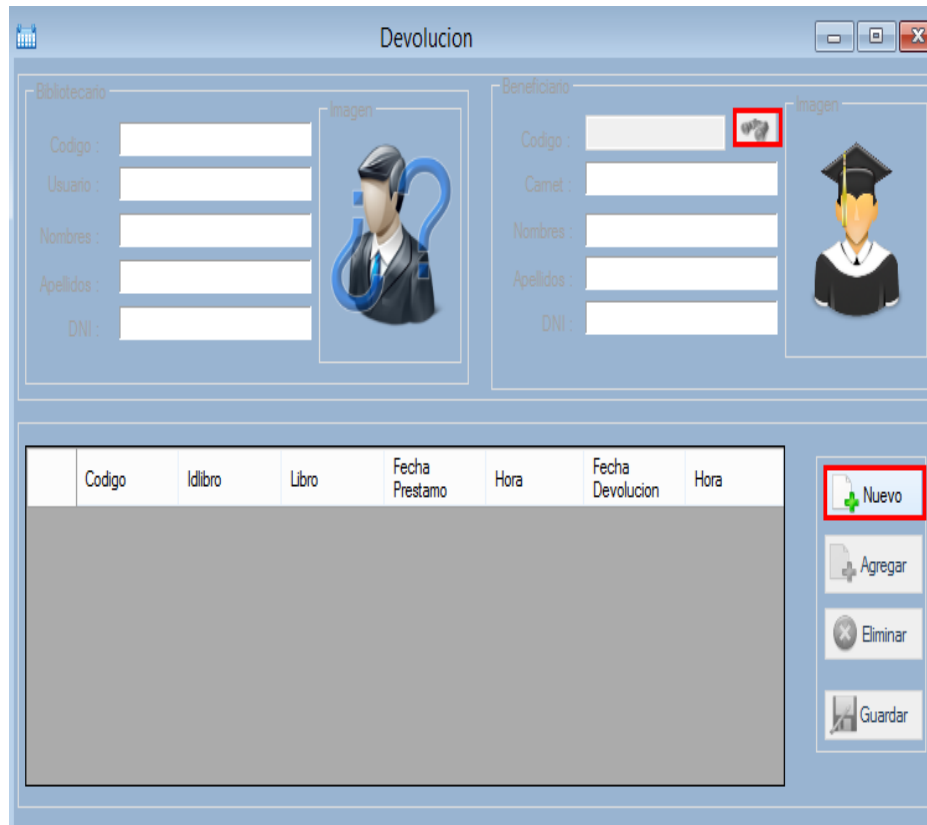 Devolucion
Bibliotecario
Imagen
Codigo :
Usuario :
Nombres :
Apellidos :
DNI :
Beneficiario
Imagen
Codigo :
Carnet :
Nombres :
Apellidos :
DNI :
Codigo Idlibro Libro Fecha Prestamo Hora Fecha Devolucion Hora
Nuevo
Agregar
Eliminar
Guardar